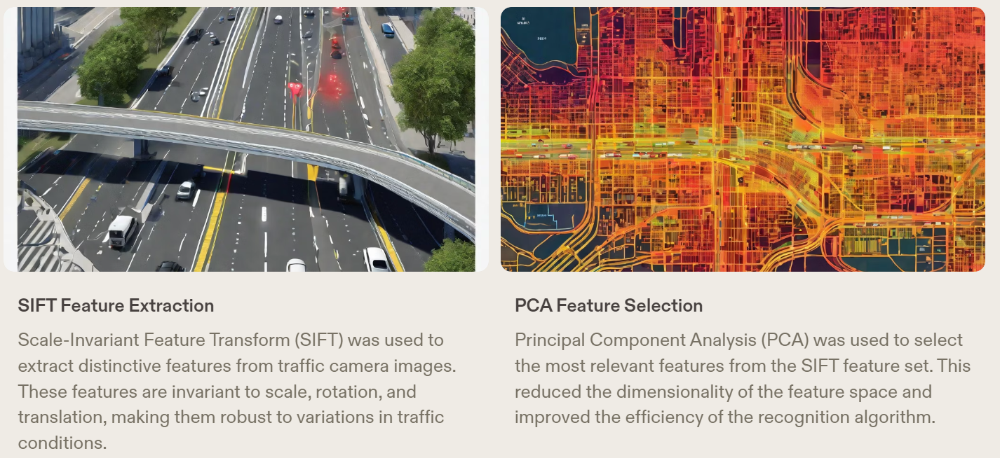 SIFT Feature Extraction
Scale-Invariant Feature Transform (SIFT) was used to
extract distinctive features from traffic camera images.
These features are invariant to scale, rotation, and
translation, making them robust to variations in traffic
conditions.
PCA Feature Selection
Principal Component Analysis (PCA) was used to select
the most relevant features from the SIFT feature set. This
reduced the dimensionality of the feature space and
improved the efficiency of the recognition algorithm.